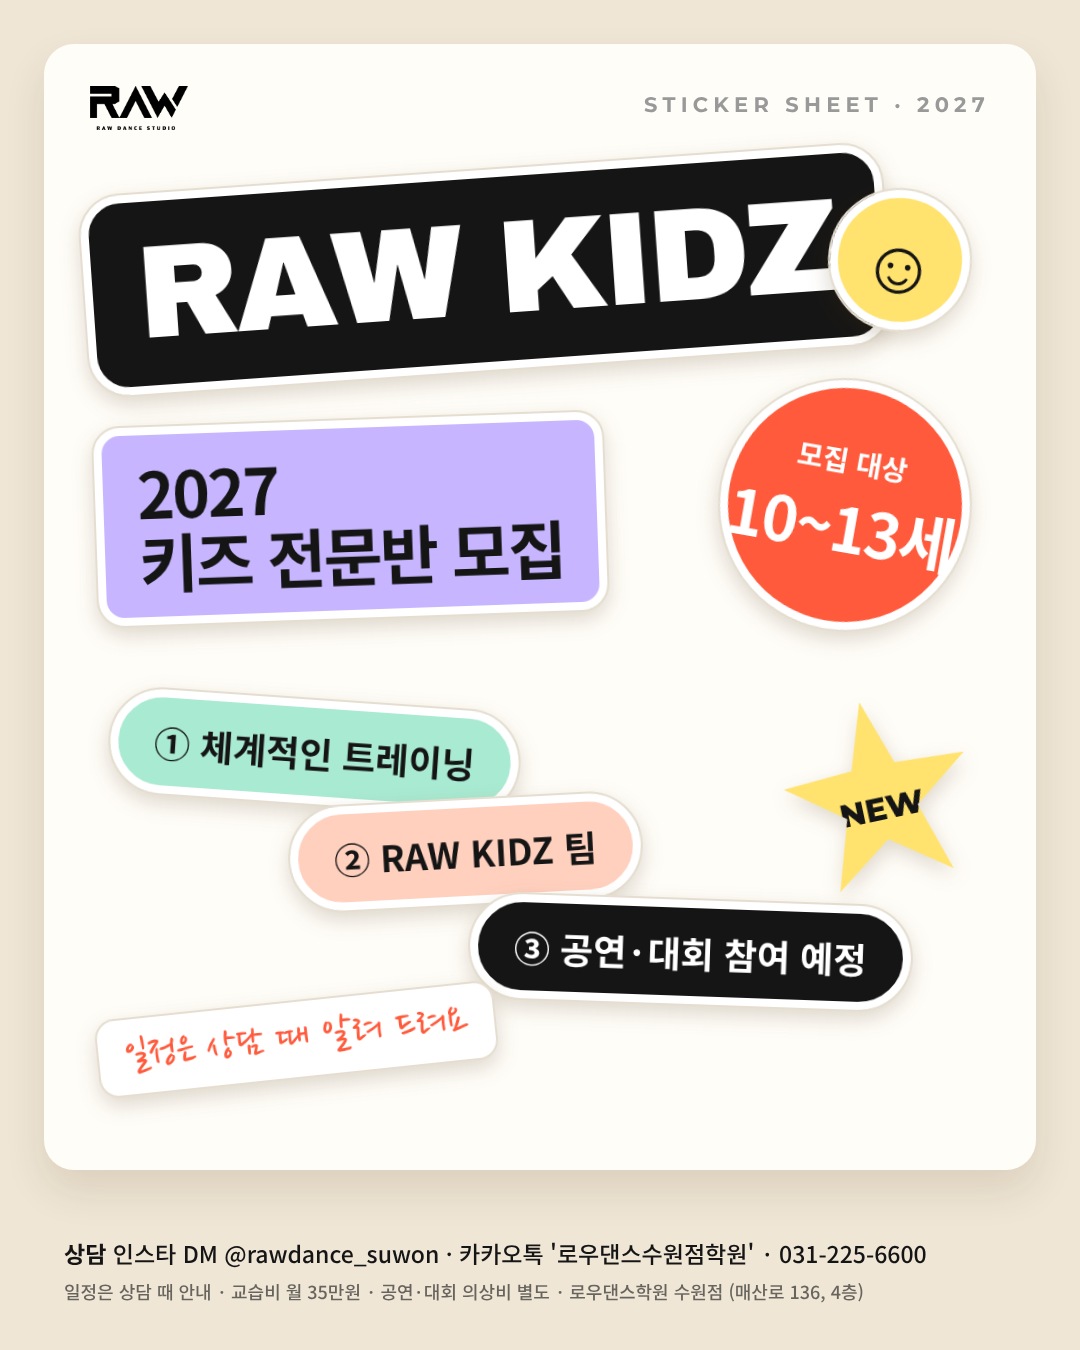 RAW
RAW DANCE STUDIO
STICKER SHEET · 2027
RAW KIDZ
2027
키즈 전문반 모집
모집 대상
10~13세
① 체계적인 트레이닝
NEW
② RAW KIDZ 팀
③ 공연·대회 참여 예정
일정은 상담 때 알려 드려요
상담 인스타 DM @rawdance_suwon · 카카오톡 '로우댄스수원점학원' · 031-225-6600
일정은 상담 때 안내 · 교습비 월 35만원 · 공연·대회 의상비 별도 · 로우댄스학원 수원점 (매산로 136, 4층)